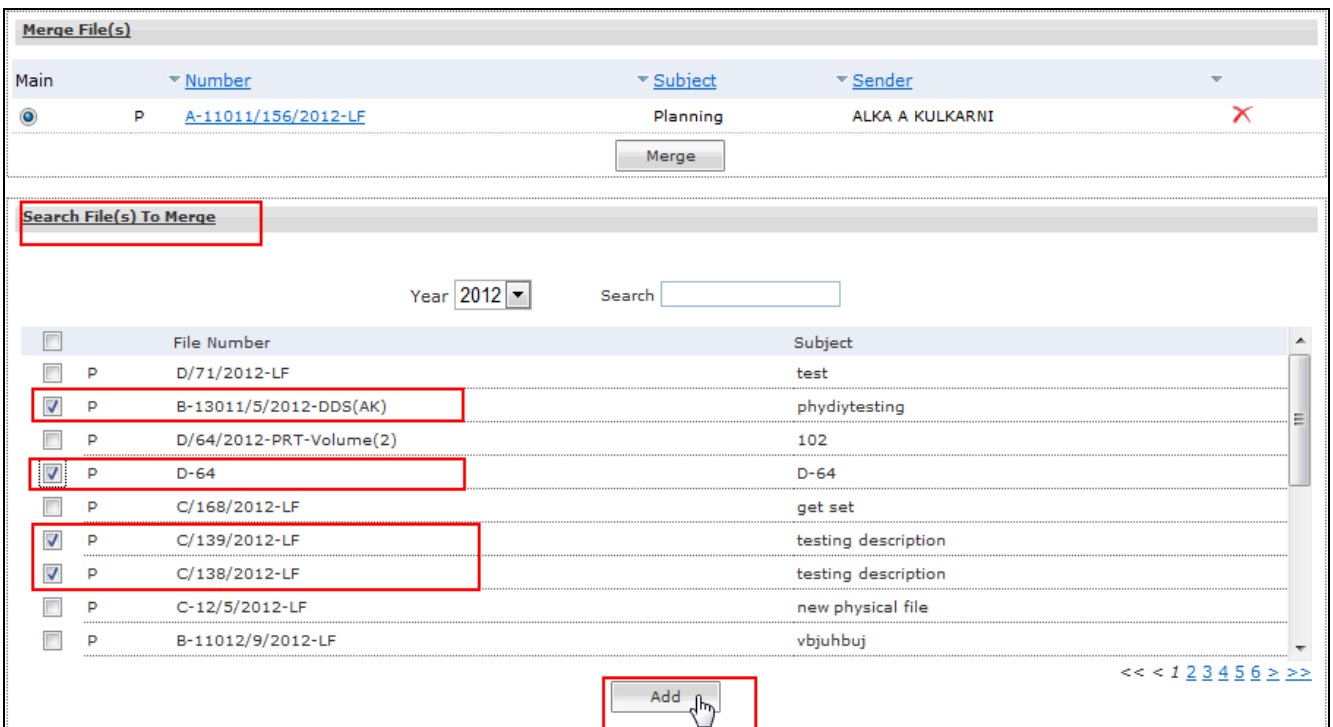 Merge File(s)
Main Number Subject Sender
P A-11011/156/2012-LF Planning ALKA A KULKARNI
Merge
Search File(s) To Merge
Year 2012 Search
File Number Subject
P D/71/2012-LF test
P B-13011/5/2012-DDS(AK) phydiytesting
P D/64/2012-PRT-Volume(2) 102
P D-64 D-64
P C/168/2012-LF get set
P C/139/2012-LF testing description
P C/138/2012-LF testing description
P C-12/5/2012-LF new physical file
P B-11012/9/2012-LF vbjuhbuj
<< < 1 2 3 4 5 6 > >>
Add